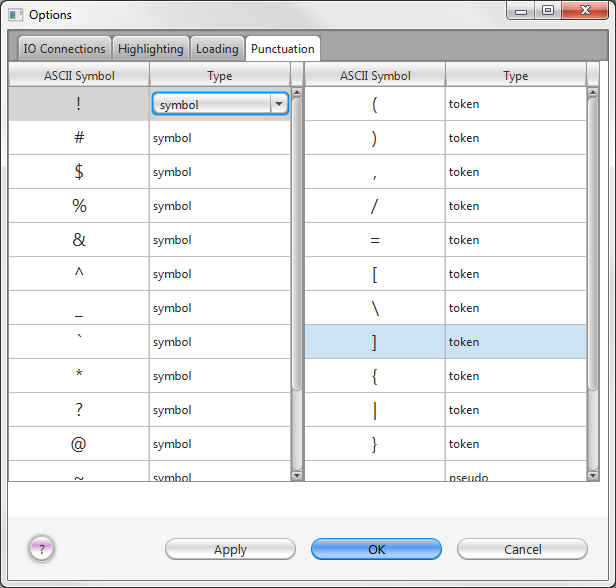 Options
IO Connections Highlighting Loading Punctuation
ASCII Symbol Type ASCII Symbol Type
! symbol ( token
# symbol ) token
$ symbol , token
% symbol / token
& symbol = token
^ symbol [ token
_ symbol \ token
` symbol ] token
* symbol { token
? symbol | token
@ symbol } token
~ symbol pseudo
? Apply OK Cancel